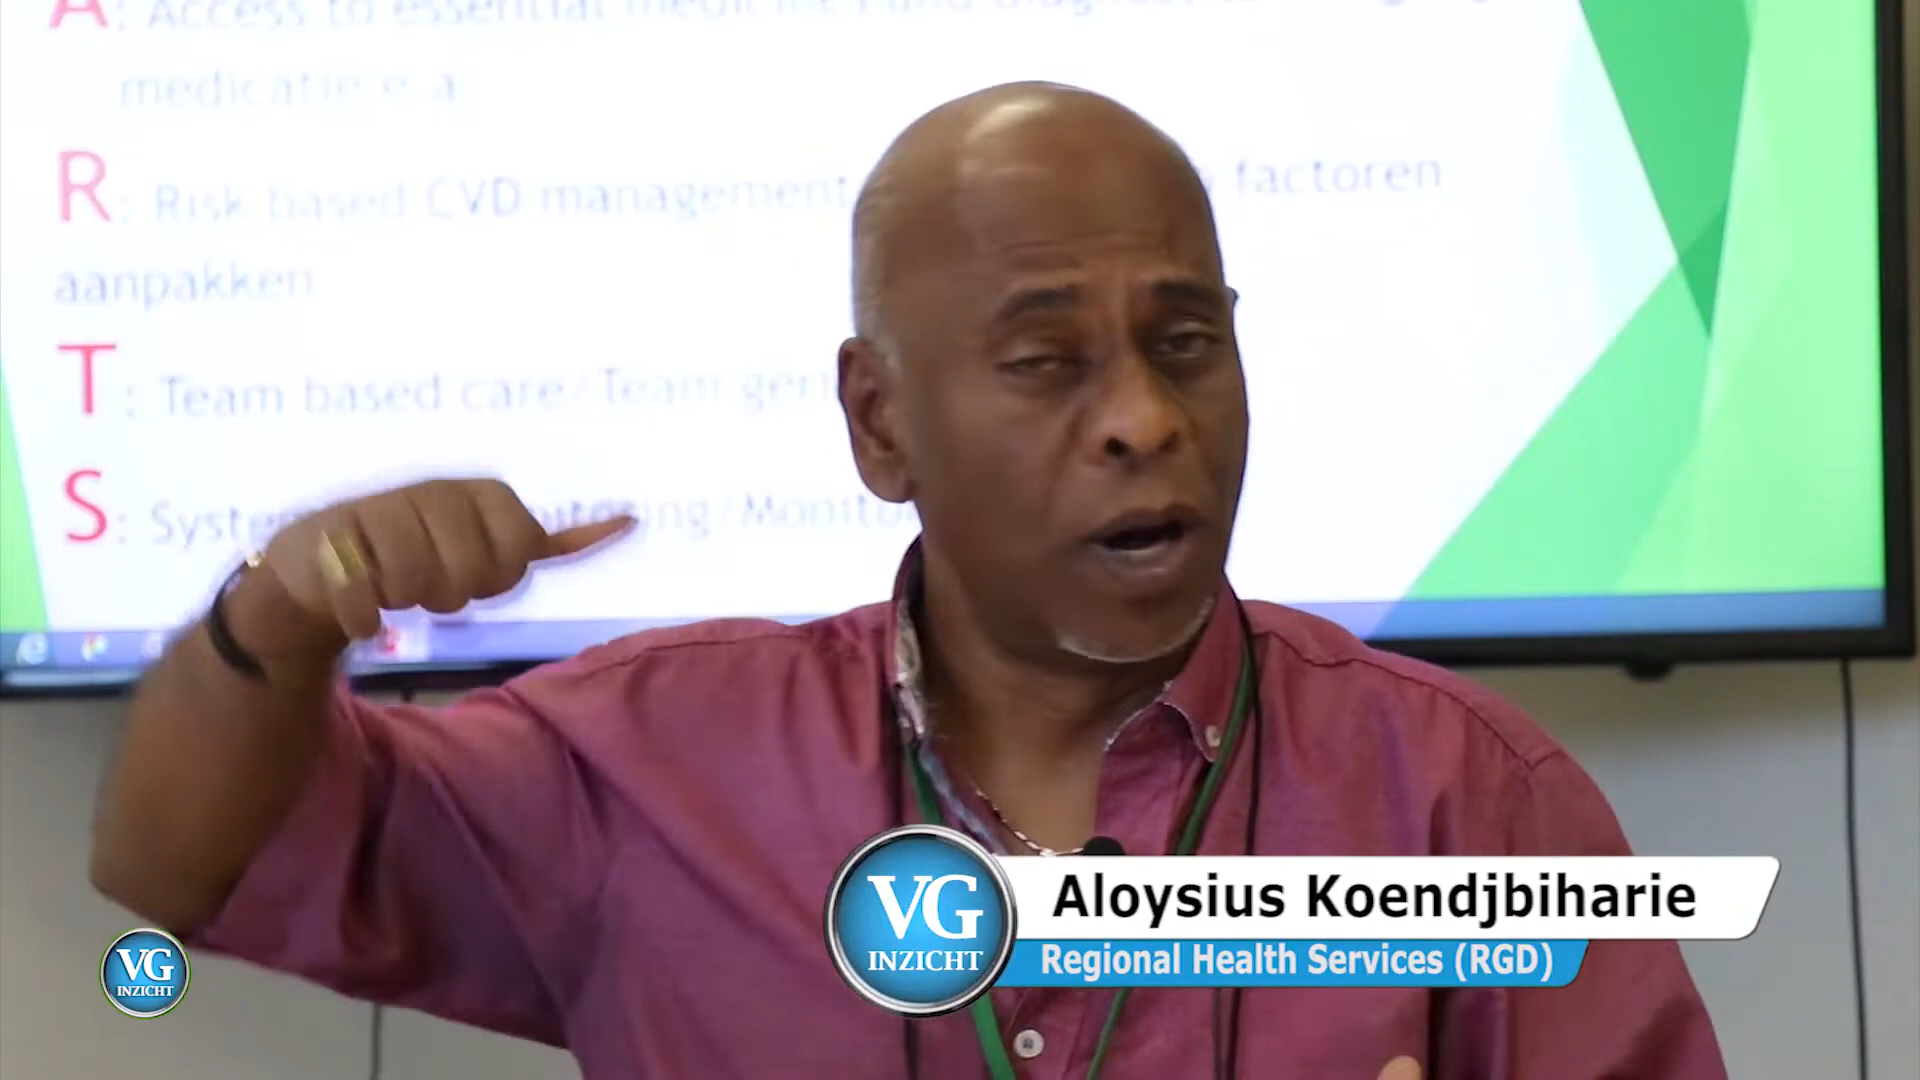 A: Access to essential medicines and
medicatie e.a
R: Risk based CVD management factoren
aanpakken
T: Team based care/Team
S: Monito
VG
INZICHT
Aloysius Koendjbiharie
Regional Health Services (RGD)
VG
INZICHT